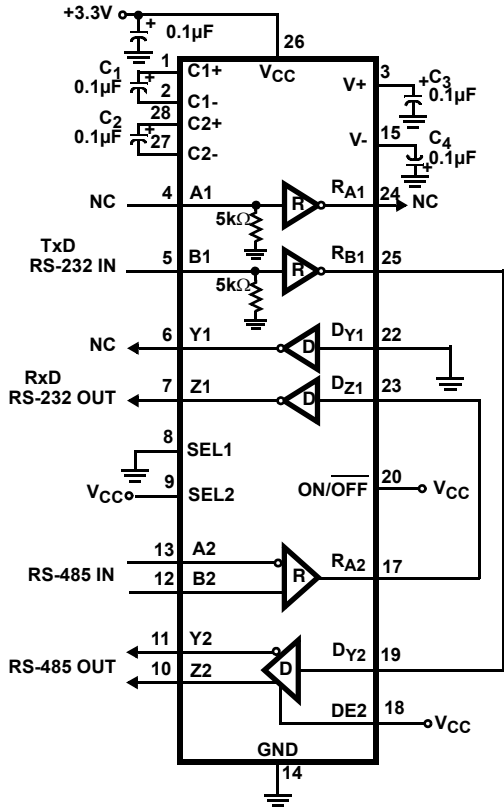 +3.3V
0.1µF
1
26
C1
0.1µF
C1+
VCC
3
V+
C3
0.1µF
2
C1-
28
C2
0.1µF
C2+
27
C2-
15
V-
C4
0.1µF
NC
4
A1
R
RA1
24
NC
5kΩ
TxD
RS-232 IN
5
B1
R
RB1
25
5kΩ
NC
6
Y1
D
DY1
22
RxD
RS-232 OUT
7
Z1
D
DZ1
23
8
SEL1
VCC
9
SEL2
ON/OFF
20
VCC
13
A2
RS-485 IN
12
B2
R
RA2
17
11
Y2
RS-485 OUT
10
Z2
D
DY2
19
DE2
18
VCC
GND
14